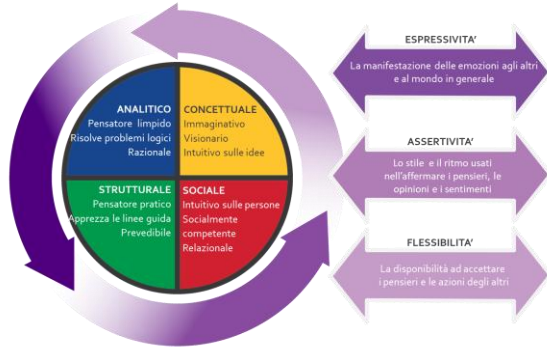 ANALITICO
Pensatore limpido
Risolve problemi logici
Razionale
CONCETTUALE
Immaginativo
Visionario
Intuitivo sulle idee
STRUTTURALE
Pensatore pratico
Apprezza le linee guida
Prevedibile
SOCIALE
Intuitivo sulle persone
Socialmente
competente
Relazionale
ESPRESSIVITA'
La manifestazione delle emozioni agli altri
e al mondo in generale
ASSERTIVITA'
Lo stile e il ritmo usati
nell'affermare i pensieri, le
opinioni e i sentimenti
FLESSIBILITA'
La disponibilità ad accettare
i pensieri e le azioni degli altri